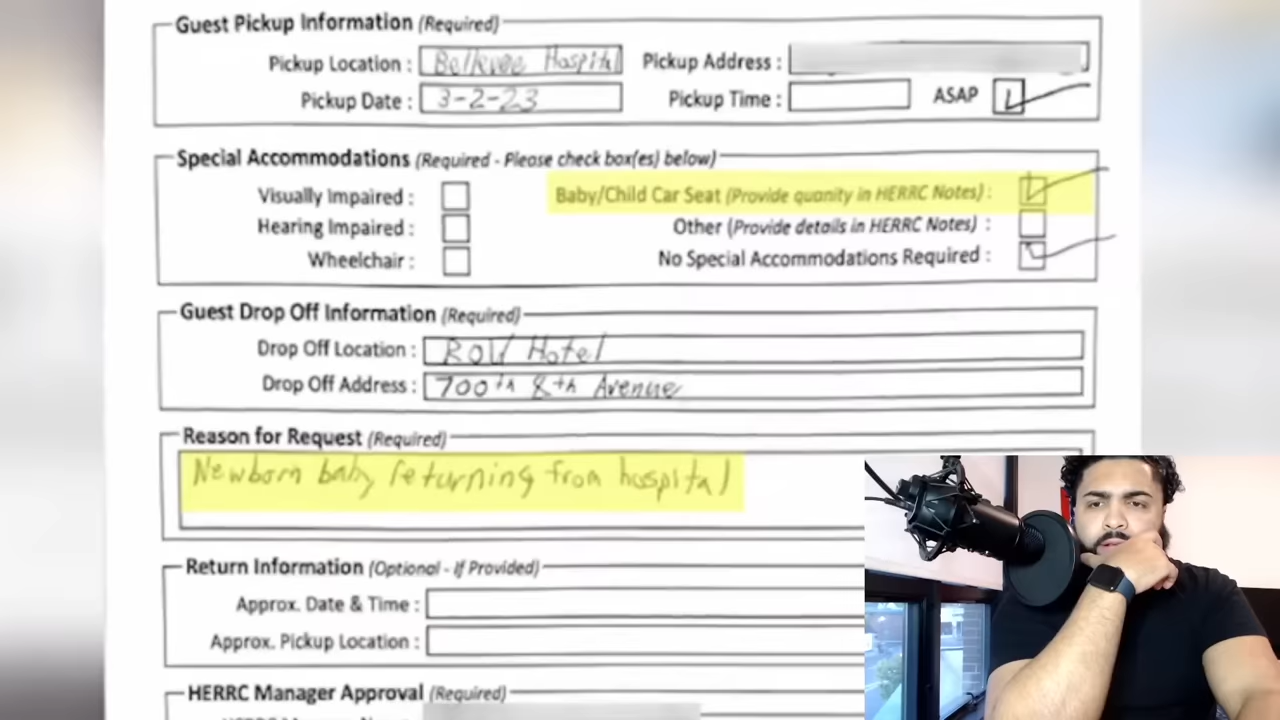 Guest Pickup Information (Required)
Pickup Location : Bellevue Hospital Pickup Address :
Pickup Date : 3-2-23 Pickup Time : ASAP
Special Accommodations (Required - Please check box(es) below)
Visually Impaired : Baby/Child Car Seat (Provide quanity in HERRC Notes) :
Hearing Impaired : Other (Provide details in HERRC Notes) :
Wheelchair : No Special Accommodations Required :
Guest Drop Off Information (Required)
Drop Off Location : ROW Hotel
Drop Off Address : 700th 8th Avenue
Reason for Request (Required)
Newborn baby returning from hospital
Return Information (Optional - If Provided)
Approx. Date & Time :
Approx. Pickup Location :
HERRC Manager Approval (Required)